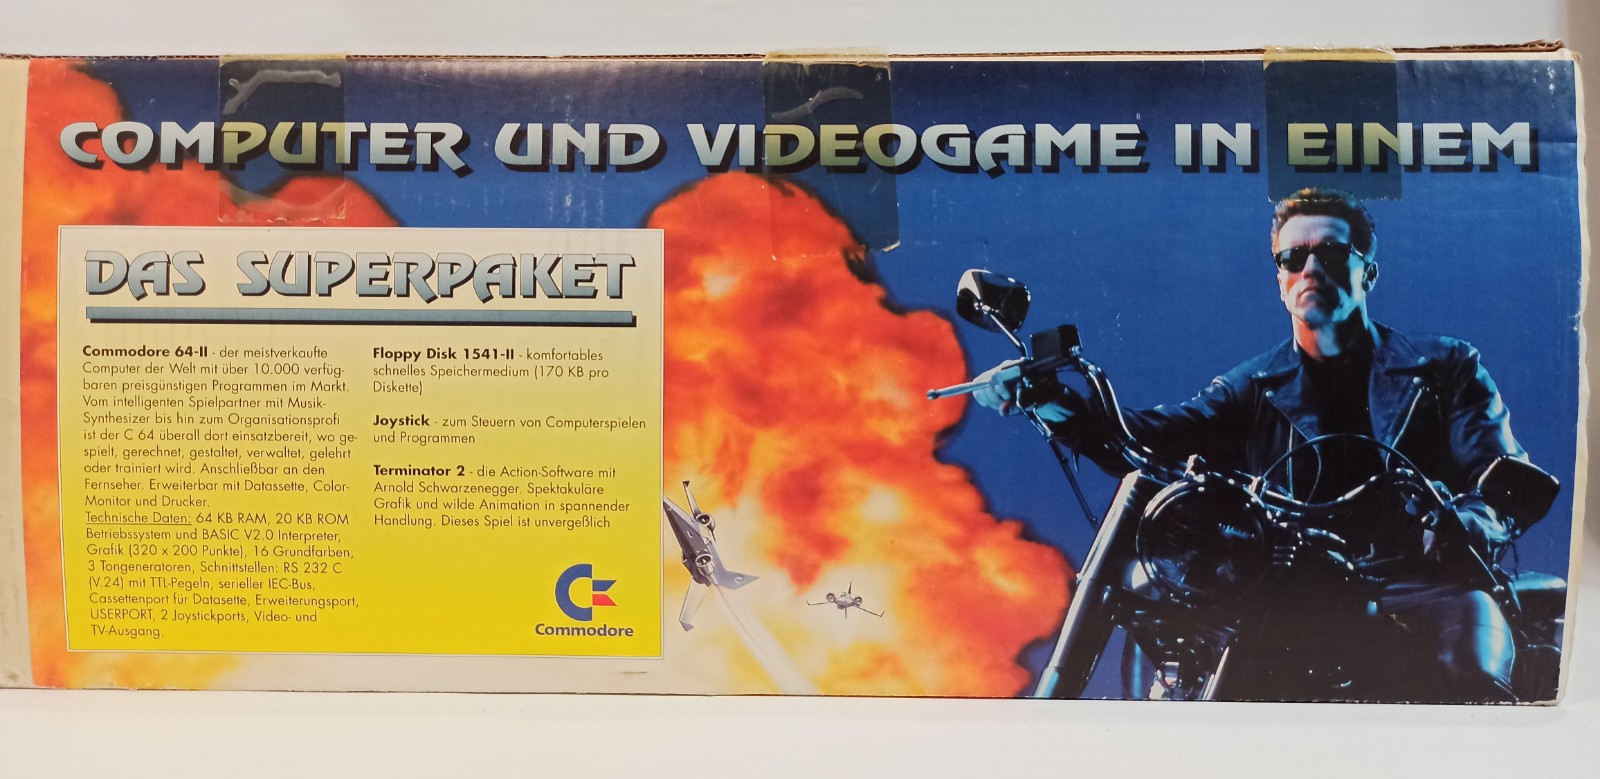 COMPUTER UND VIDEOGAME IN EINEM
DAS SUPERPAKET
Commodore 64-II - der meistverkaufte
Computer der Welt mit über 10.000 verfüg-
baren preisgünstigen Programmen im Markt.
Vom intelligenten Spielpartner mit Musik-
Synthesizer bis hin zum Organisationsprofi
ist der C 64 überall dort einsatzbereit, wo ge-
spielt, gerechnet, gestaltet, verwaltet, gelehrt
oder trainiert wird. Anschließbar an den
Fernseher. Erweiterbar mit Datassette, Color-
Monitor und Drucker.
Technische Daten: 64 KB RAM, 20 KB ROM
Betriebssystem und BASIC V2.0 Interpreter,
Grafik (320 x 200 Punkte), 16 Grundfarben,
3 Tongeneratoren, Schnittstellen: RS 232 C
(V.24) mit TTL-Pegeln, serieller IEC-Bus,
Cassettenport für Datasette, Erweiterungsport,
USERPORT, 2 Joystickports, Video- und
TV-Ausgang.
Floppy Disk 1541-II - komfortables
schnelles Speichermedium (170 KB pro
Diskette)
Joystick - zum Steuern von Computerspielen
und Programmen
Terminator 2 - die Action-Software mit
Arnold Schwarzenegger. Spektakuläre
Grafik und wilde Animation in spannender
Handlung. Dieses Spiel ist unvergeßlich
Commodore